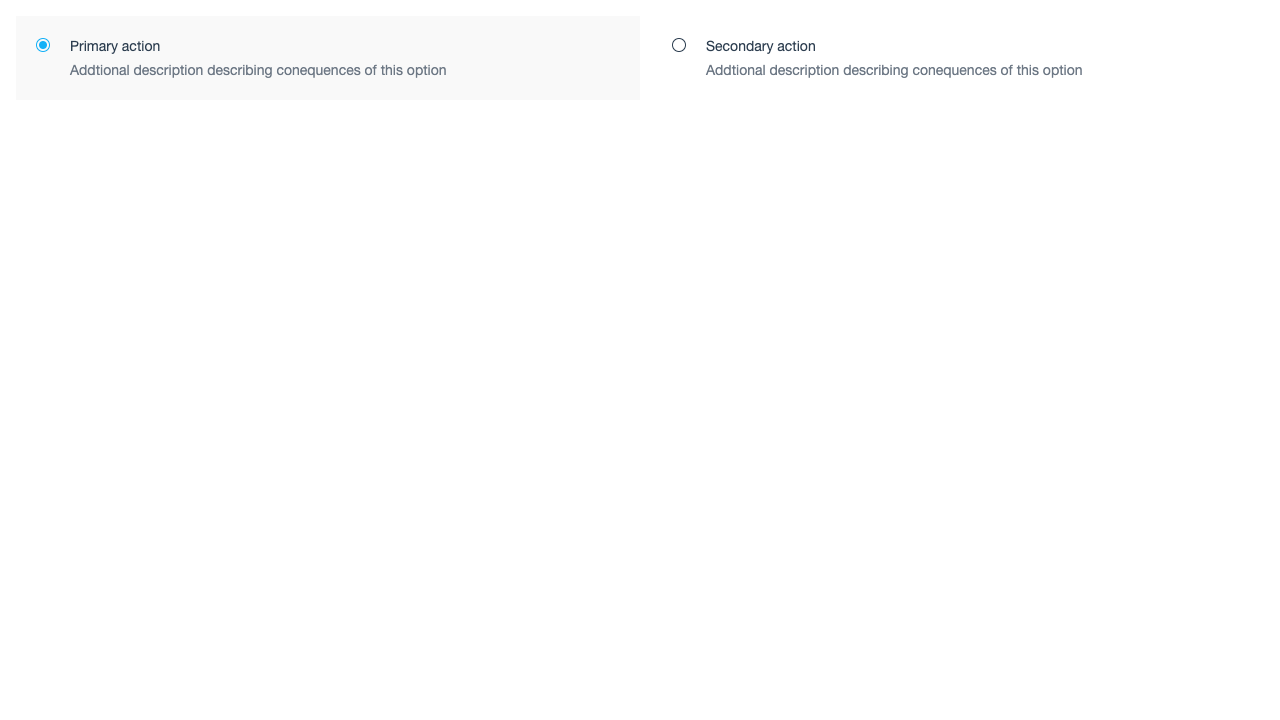 Primary action
Addtional description describing conequences of this option
Secondary action
Addtional description describing conequences of this option